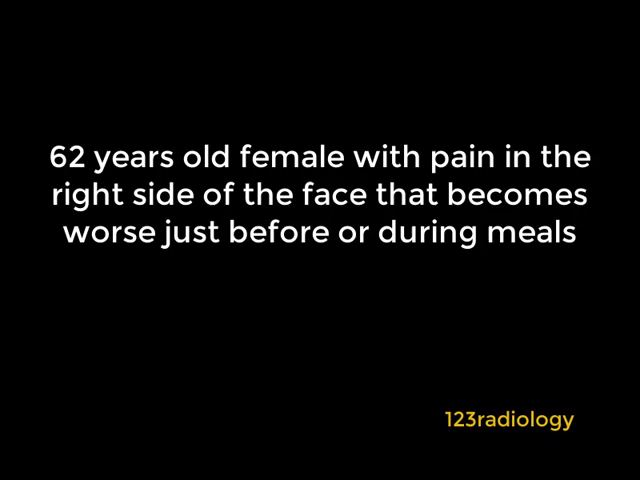 62 years old female with pain in the
right side of the face that becomes
worse just before or during meals
123radiology